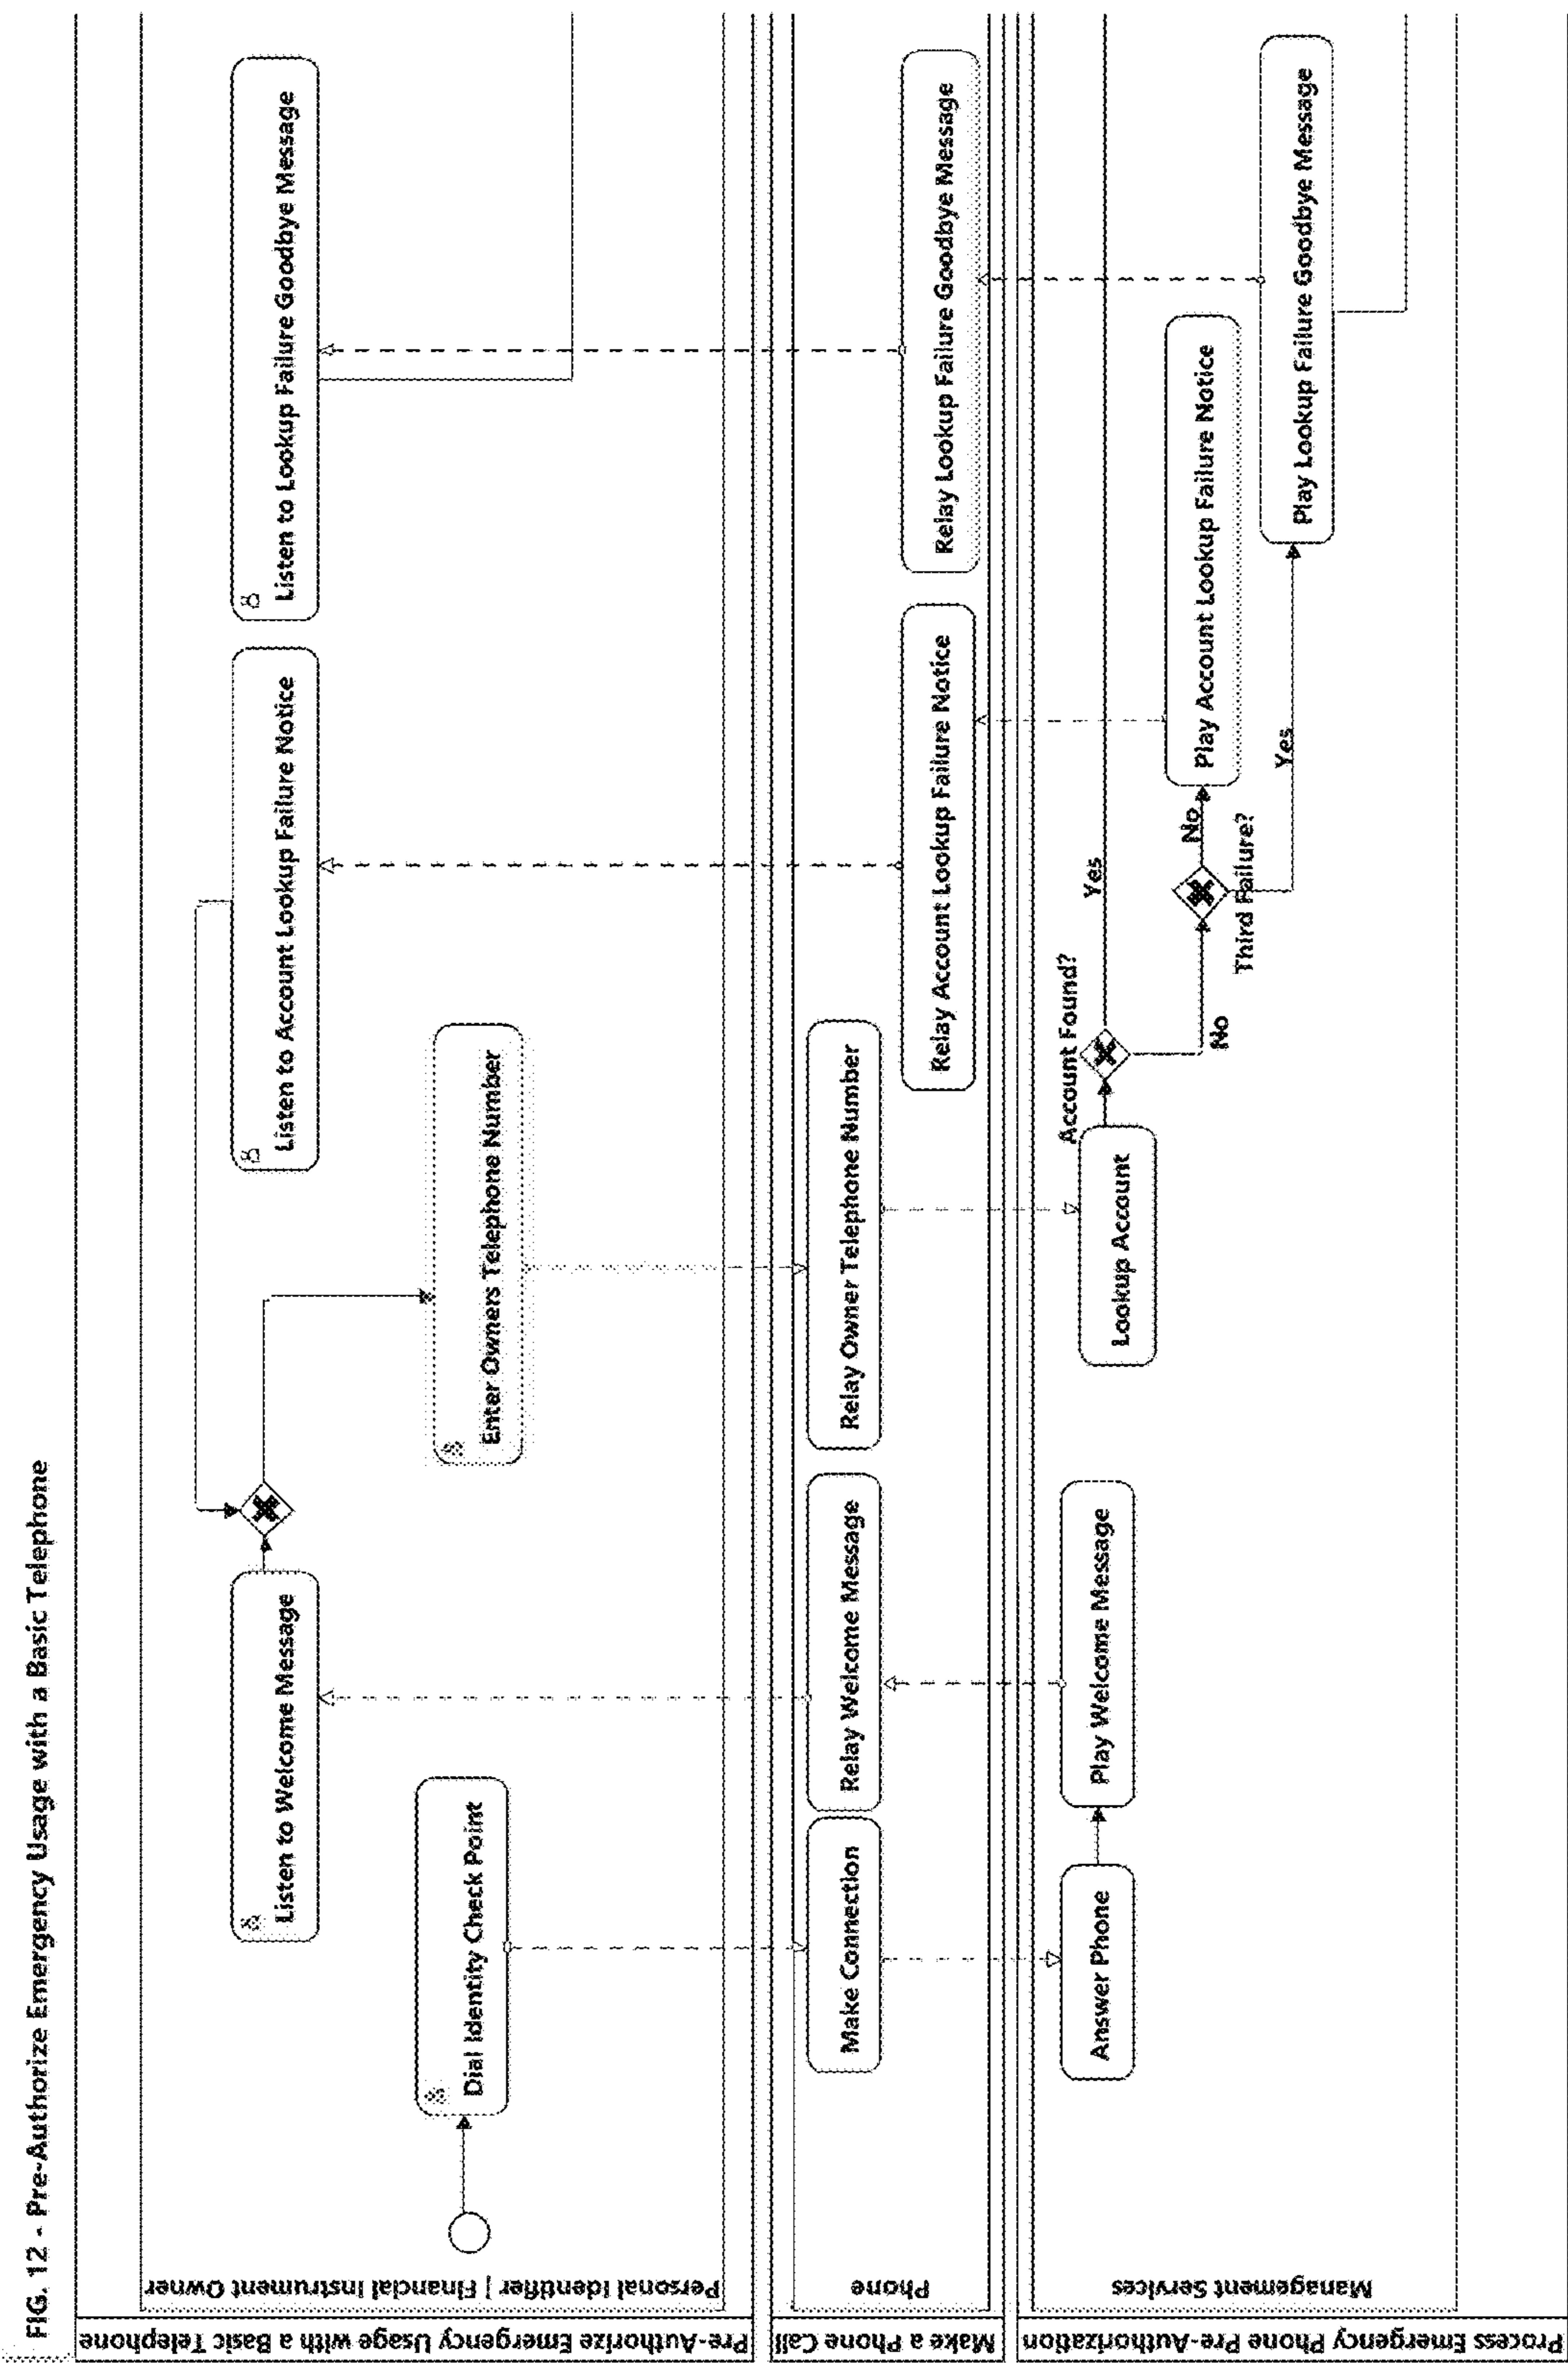 FIG. 12 - Pre-Authorize Emergency Usage with a Basic Telephone
Pre-Authorize Emergency Usage with a Basic Telephone
Personal Identifier | Financial Instrument Owner
Listen to Welcome Message
Listen to Account Lookup Failure Notice
Listen to Lookup Failure Goodbye Message
Dial Identity Check Point
Enter Owners Telephone Number
Make a Phone Call
Phone
Make Connection
Relay Welcome Message
Relay Owner Telephone Number
Relay Account Lookup Failure Notice
Relay Lookup Failure Goodbye Message
Process Emergency Phone Pre-Authorization
Management Services
Answer Phone
Play Welcome Message
Lookup Account
Account Found?
Yes
No
Third Failure?
No
Yes
Play Account Lookup Failure Notice
Play Lookup Failure Goodbye Message